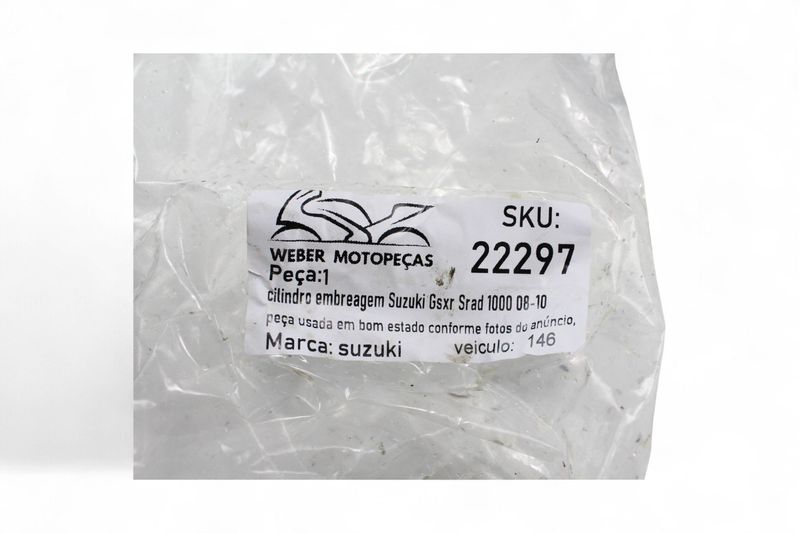 WEBER MOTOPEÇAS
SKU:
22297
Peça:1
cilindro embreagem Suzuki Gsxr Srad 1000 08-10
peça usada em bom estado conforme fotos do anúncio,
Marca: suzuki veiculo: 146